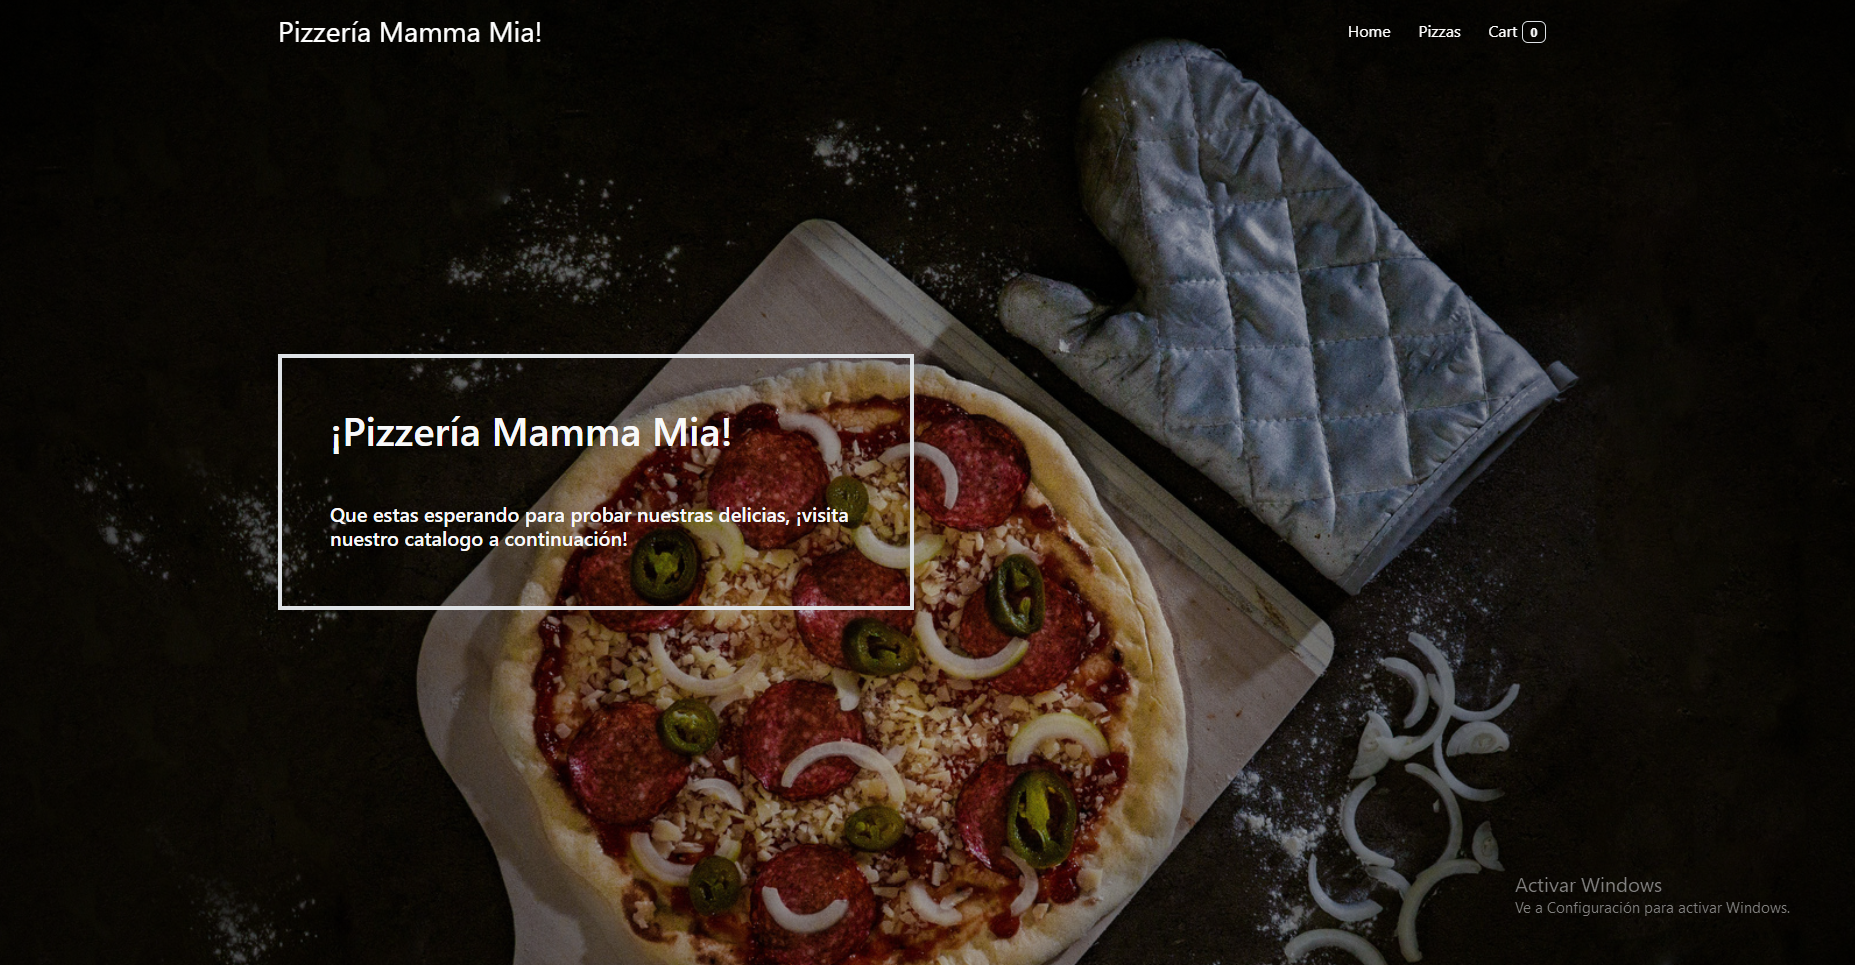 Pizzería Mamma Mia!
Home Pizzas Cart 0
¡Pizzería Mamma Mia!
Que estas esperando para probar nuestras delicias, ¡visita
nuestro catalogo a continuación!
Activar Windows
Ve a Configuración para activar Windows.